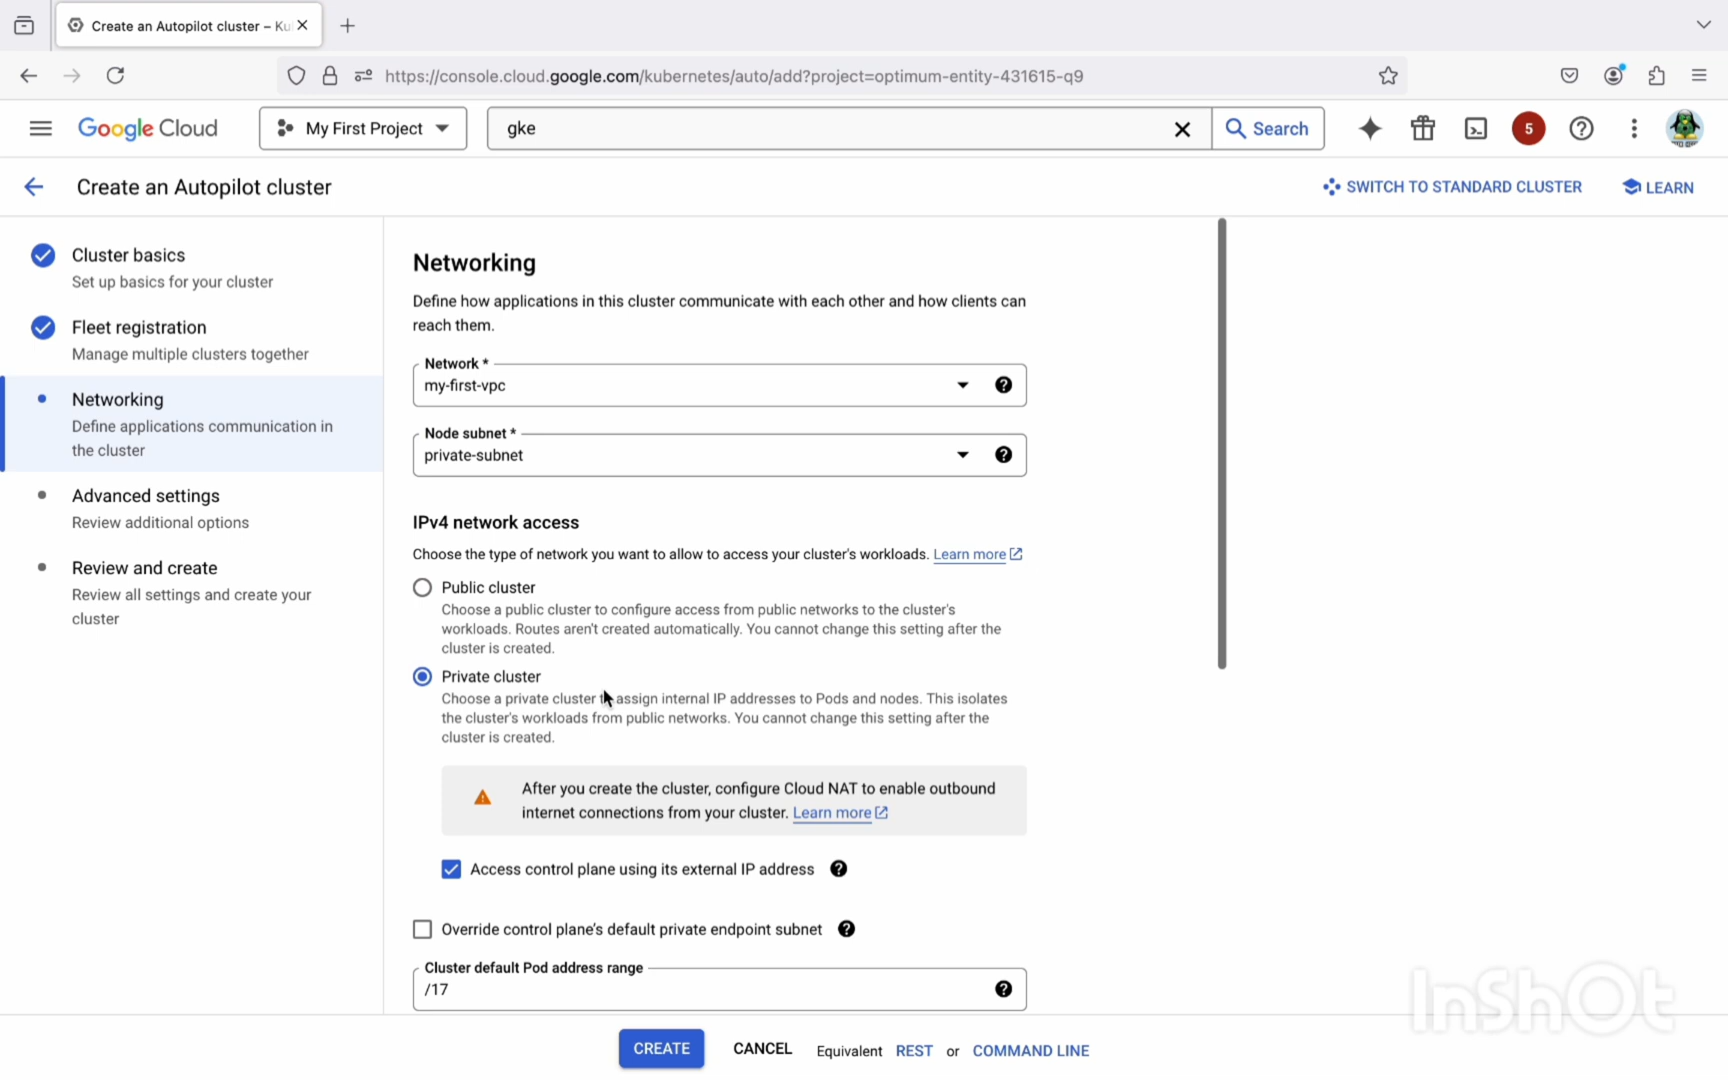 Create an Autopilot cluster – Ku
https://console.cloud.google.com/kubernetes/auto/add?project=optimum-entity-431615-q9
Google Cloud
My First Project
gke
Search
5
Create an Autopilot cluster
SWITCH TO STANDARD CLUSTER
LEARN
Cluster basics
Set up basics for your cluster
Fleet registration
Manage multiple clusters together
Networking
Define applications communication in
the cluster
Advanced settings
Review additional options
Review and create
Review all settings and create your
cluster
Networking
Define how applications in this cluster communicate with each other and how clients can
reach them.
Network *
my-first-vpc
Node subnet *
private-subnet
IPv4 network access
Choose the type of network you want to allow to access your cluster's workloads. Learn more
Public cluster
Choose a public cluster to configure access from public networks to the cluster's
workloads. Routes aren't created automatically. You cannot change this setting after the
cluster is created.
Private cluster
Choose a private cluster to assign internal IP addresses to Pods and nodes. This isolates
the cluster's workloads from public networks. You cannot change this setting after the
cluster is created.
After you create the cluster, configure Cloud NAT to enable outbound
internet connections from your cluster. Learn more
Access control plane using its external IP address
Override control plane's default private endpoint subnet
Cluster default Pod address range
/17
CREATE
CANCEL
Equivalent REST or COMMAND LINE
InShOt